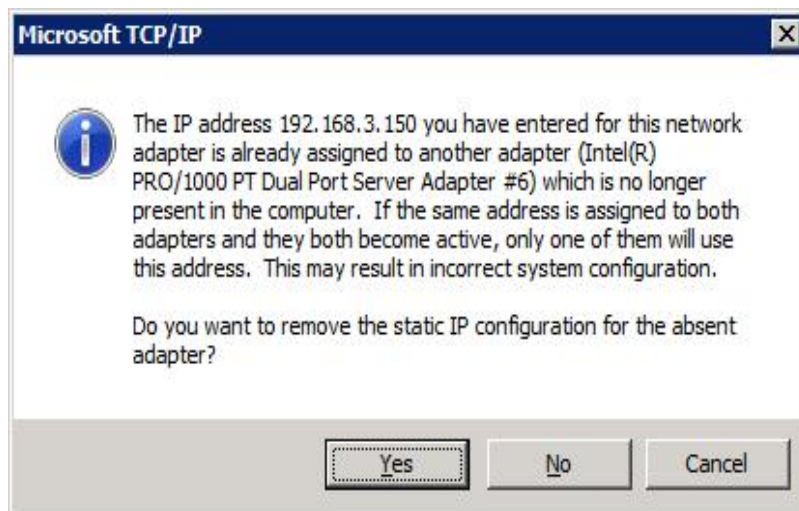 Microsoft TCP/IP
The IP address 192.168.3.150 you have entered for this network
adapter is already assigned to another adapter (Intel(R)
PRO/1000 PT Dual Port Server Adapter #6) which is no longer
present in the computer.  If the same address is assigned to both
adapters and they both become active, only one of them will use
this address.  This may result in incorrect system configuration.
Do you want to remove the static IP configuration for the absent
adapter?
Yes
No
Cancel